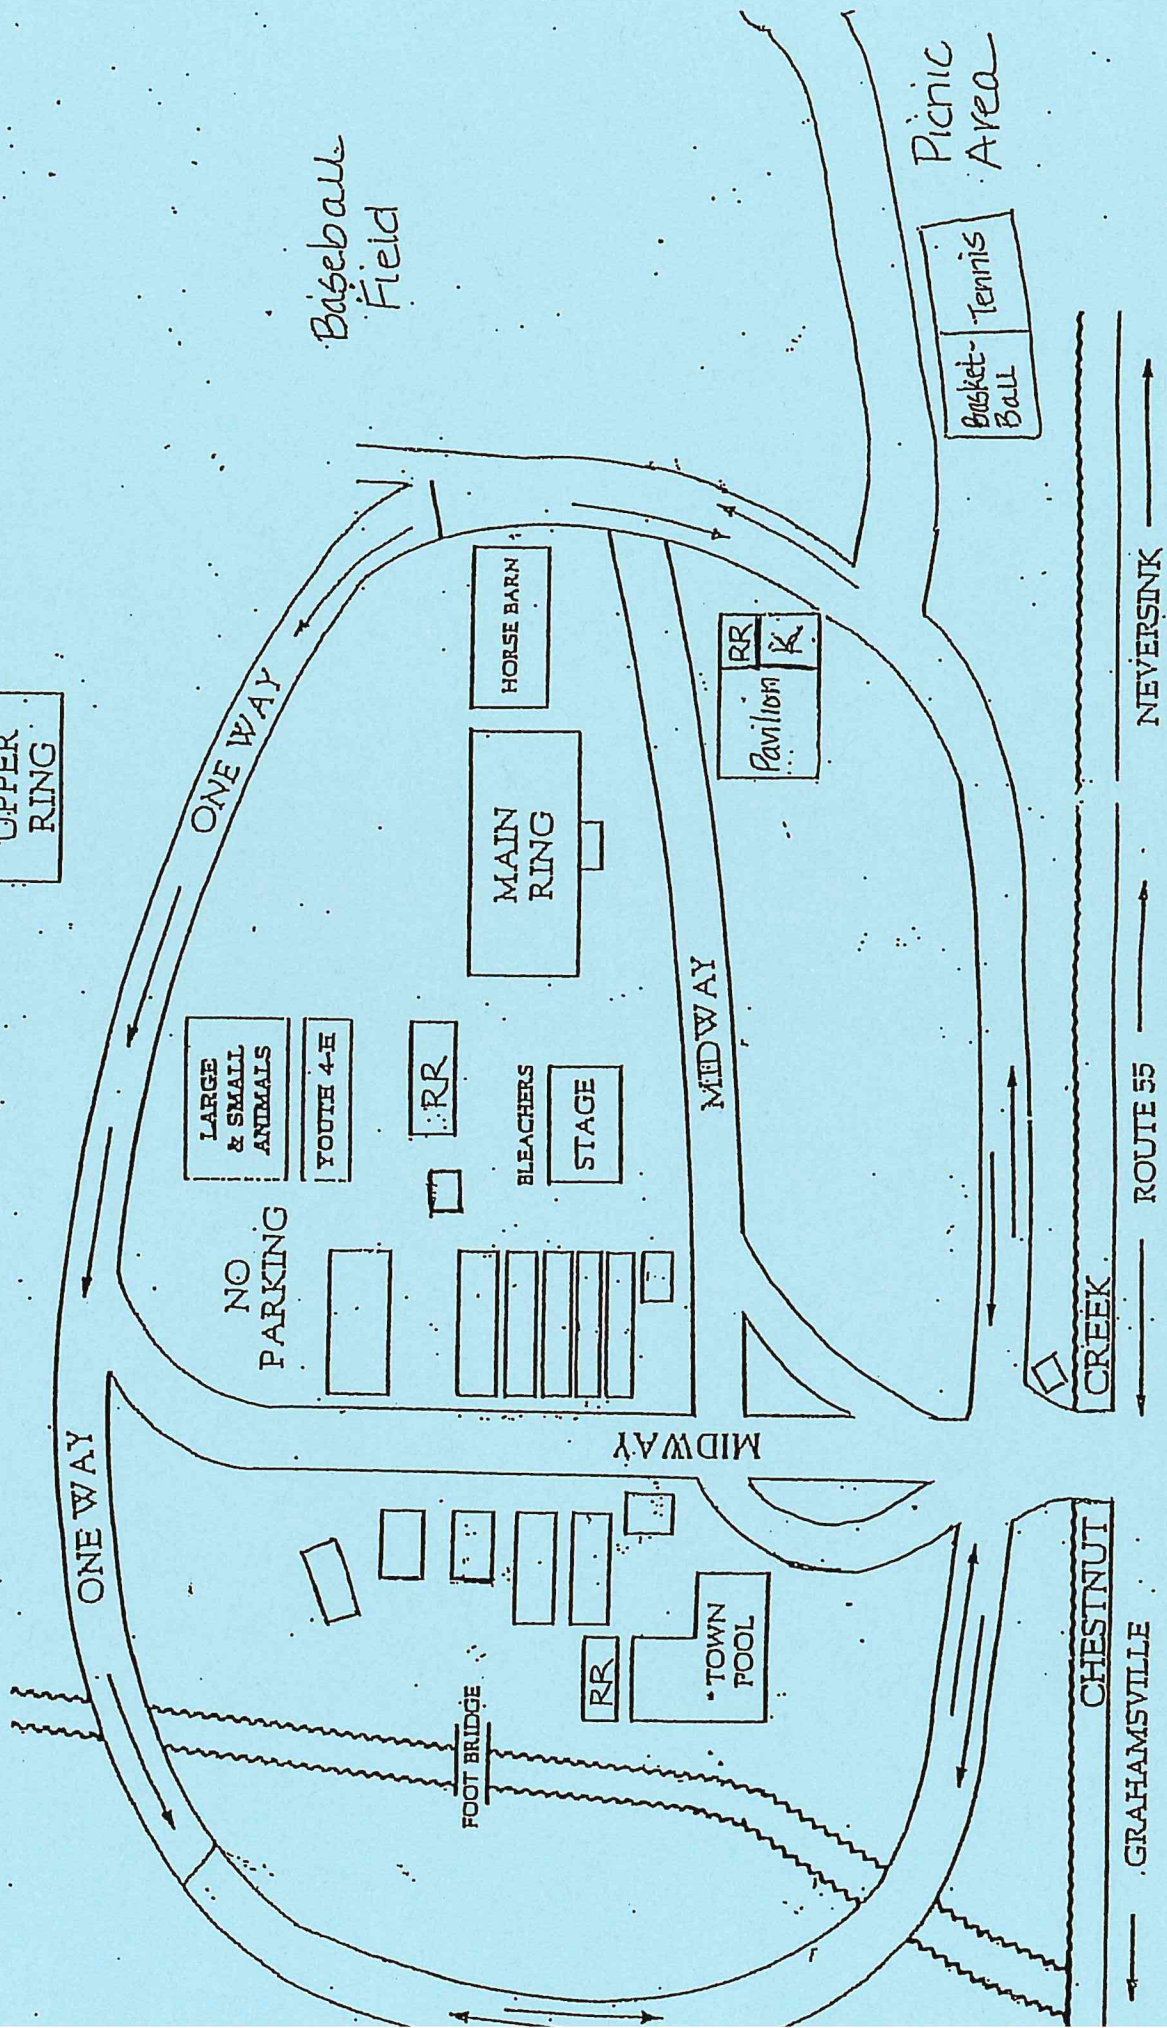 UPPER
RING
Baseball
Field
Picnic
Area
ONE WAY
ONE WAY
LARGE
& SMALL
ANIMALS
YOUTH 4-H
NO
PARKING
RR
HORSE BARN
MAIN
RING
BLEACHERS
STAGE
MIDWAY
MIDWAY
RR
K
Pavilion
Basket-
Ball
Tennis
FOOT BRIDGE
RR
TOWN
POOL
CHESTNUT
CREEK
GRAHAMSVILLE
ROUTE 55
NEVERSINK